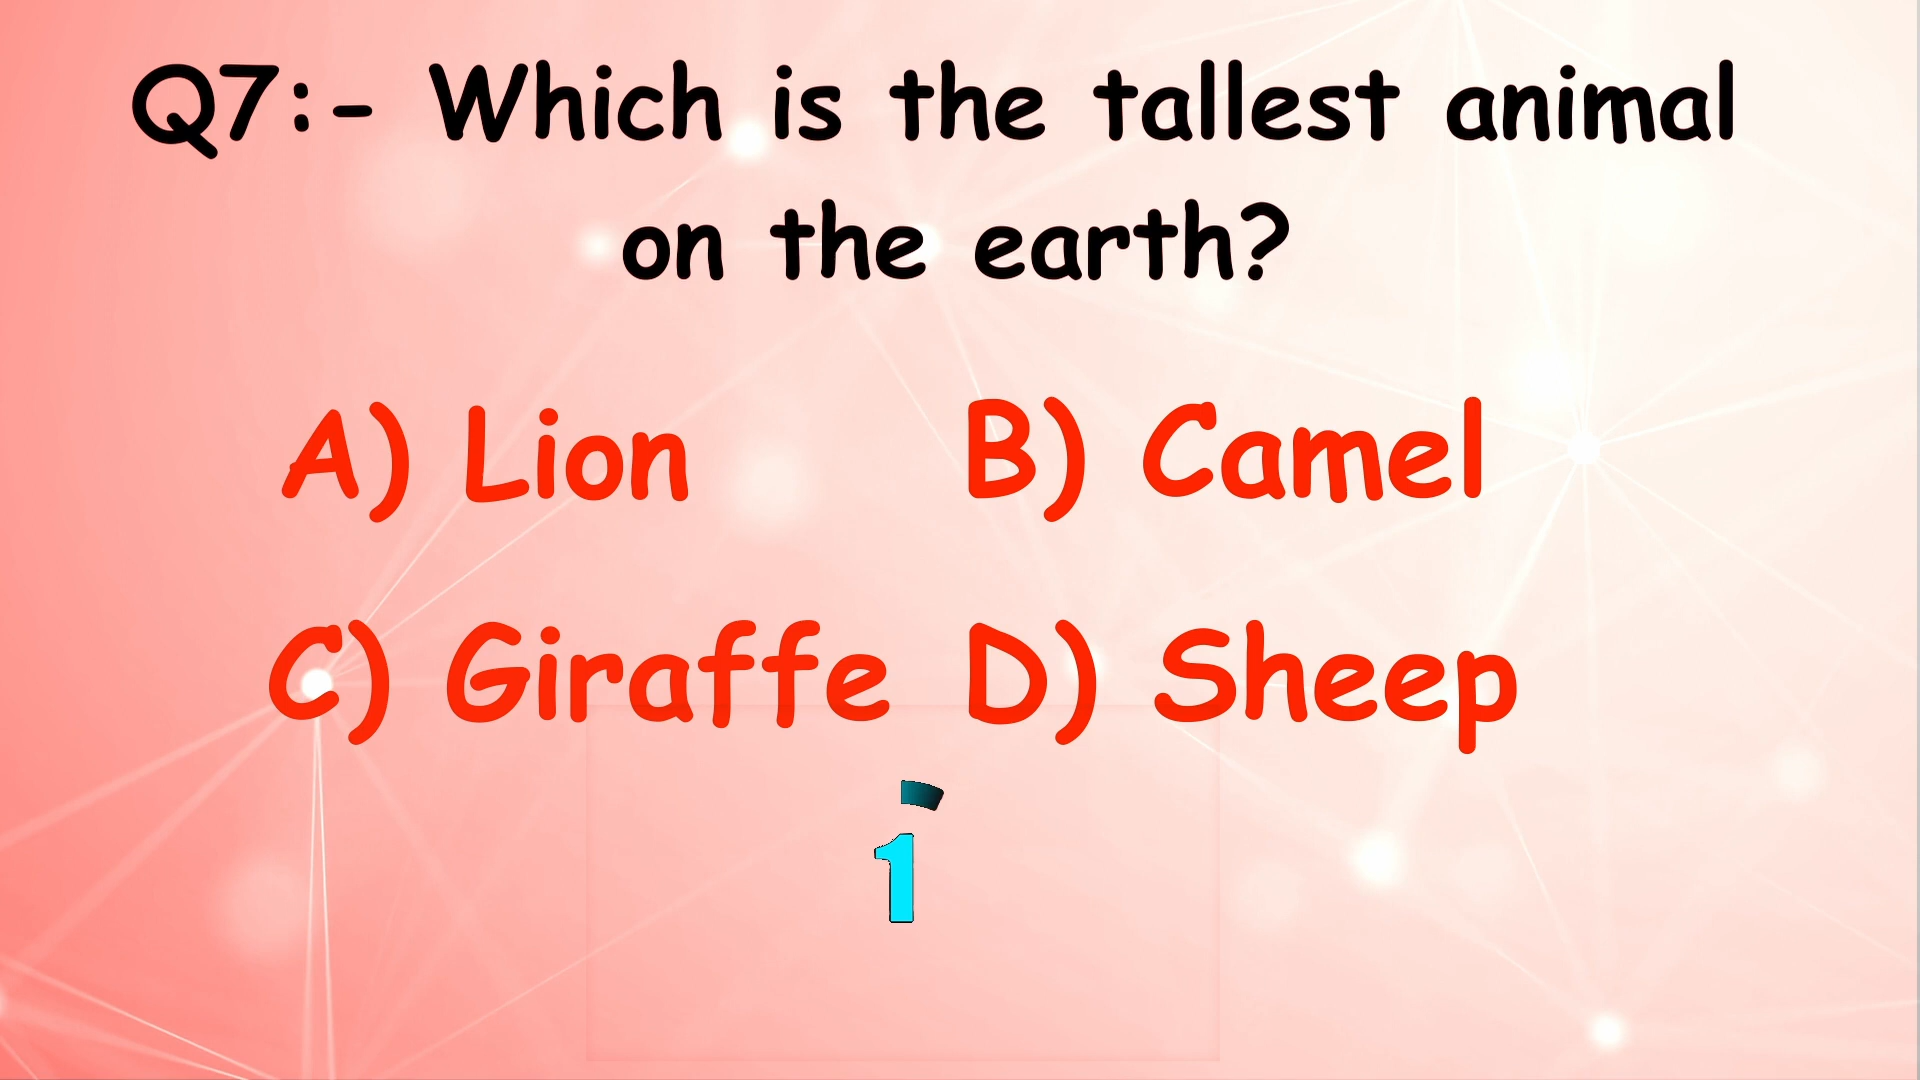 Q7:- Which is the tallest animal
on the earth?
A) Lion B) Camel
C) Giraffe D) Sheep
1